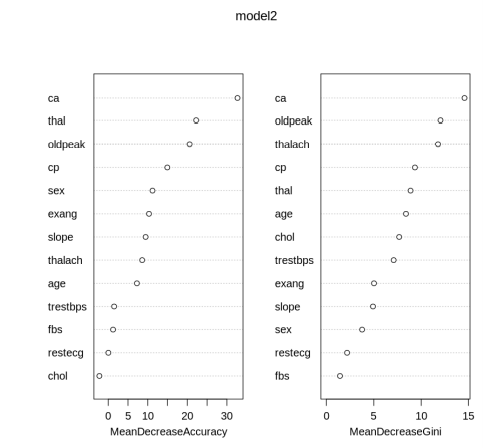 model2
ca
thal
oldpeak
cp
sex
exang
slope
thalach
age
trestbps
fbs
restecg
chol
0 5 10 20 30
MeanDecreaseAccuracy
ca
oldpeak
thalach
cp
thal
age
chol
trestbps
exang
slope
sex
restecg
fbs
0 5 10 15
MeanDecreaseGini